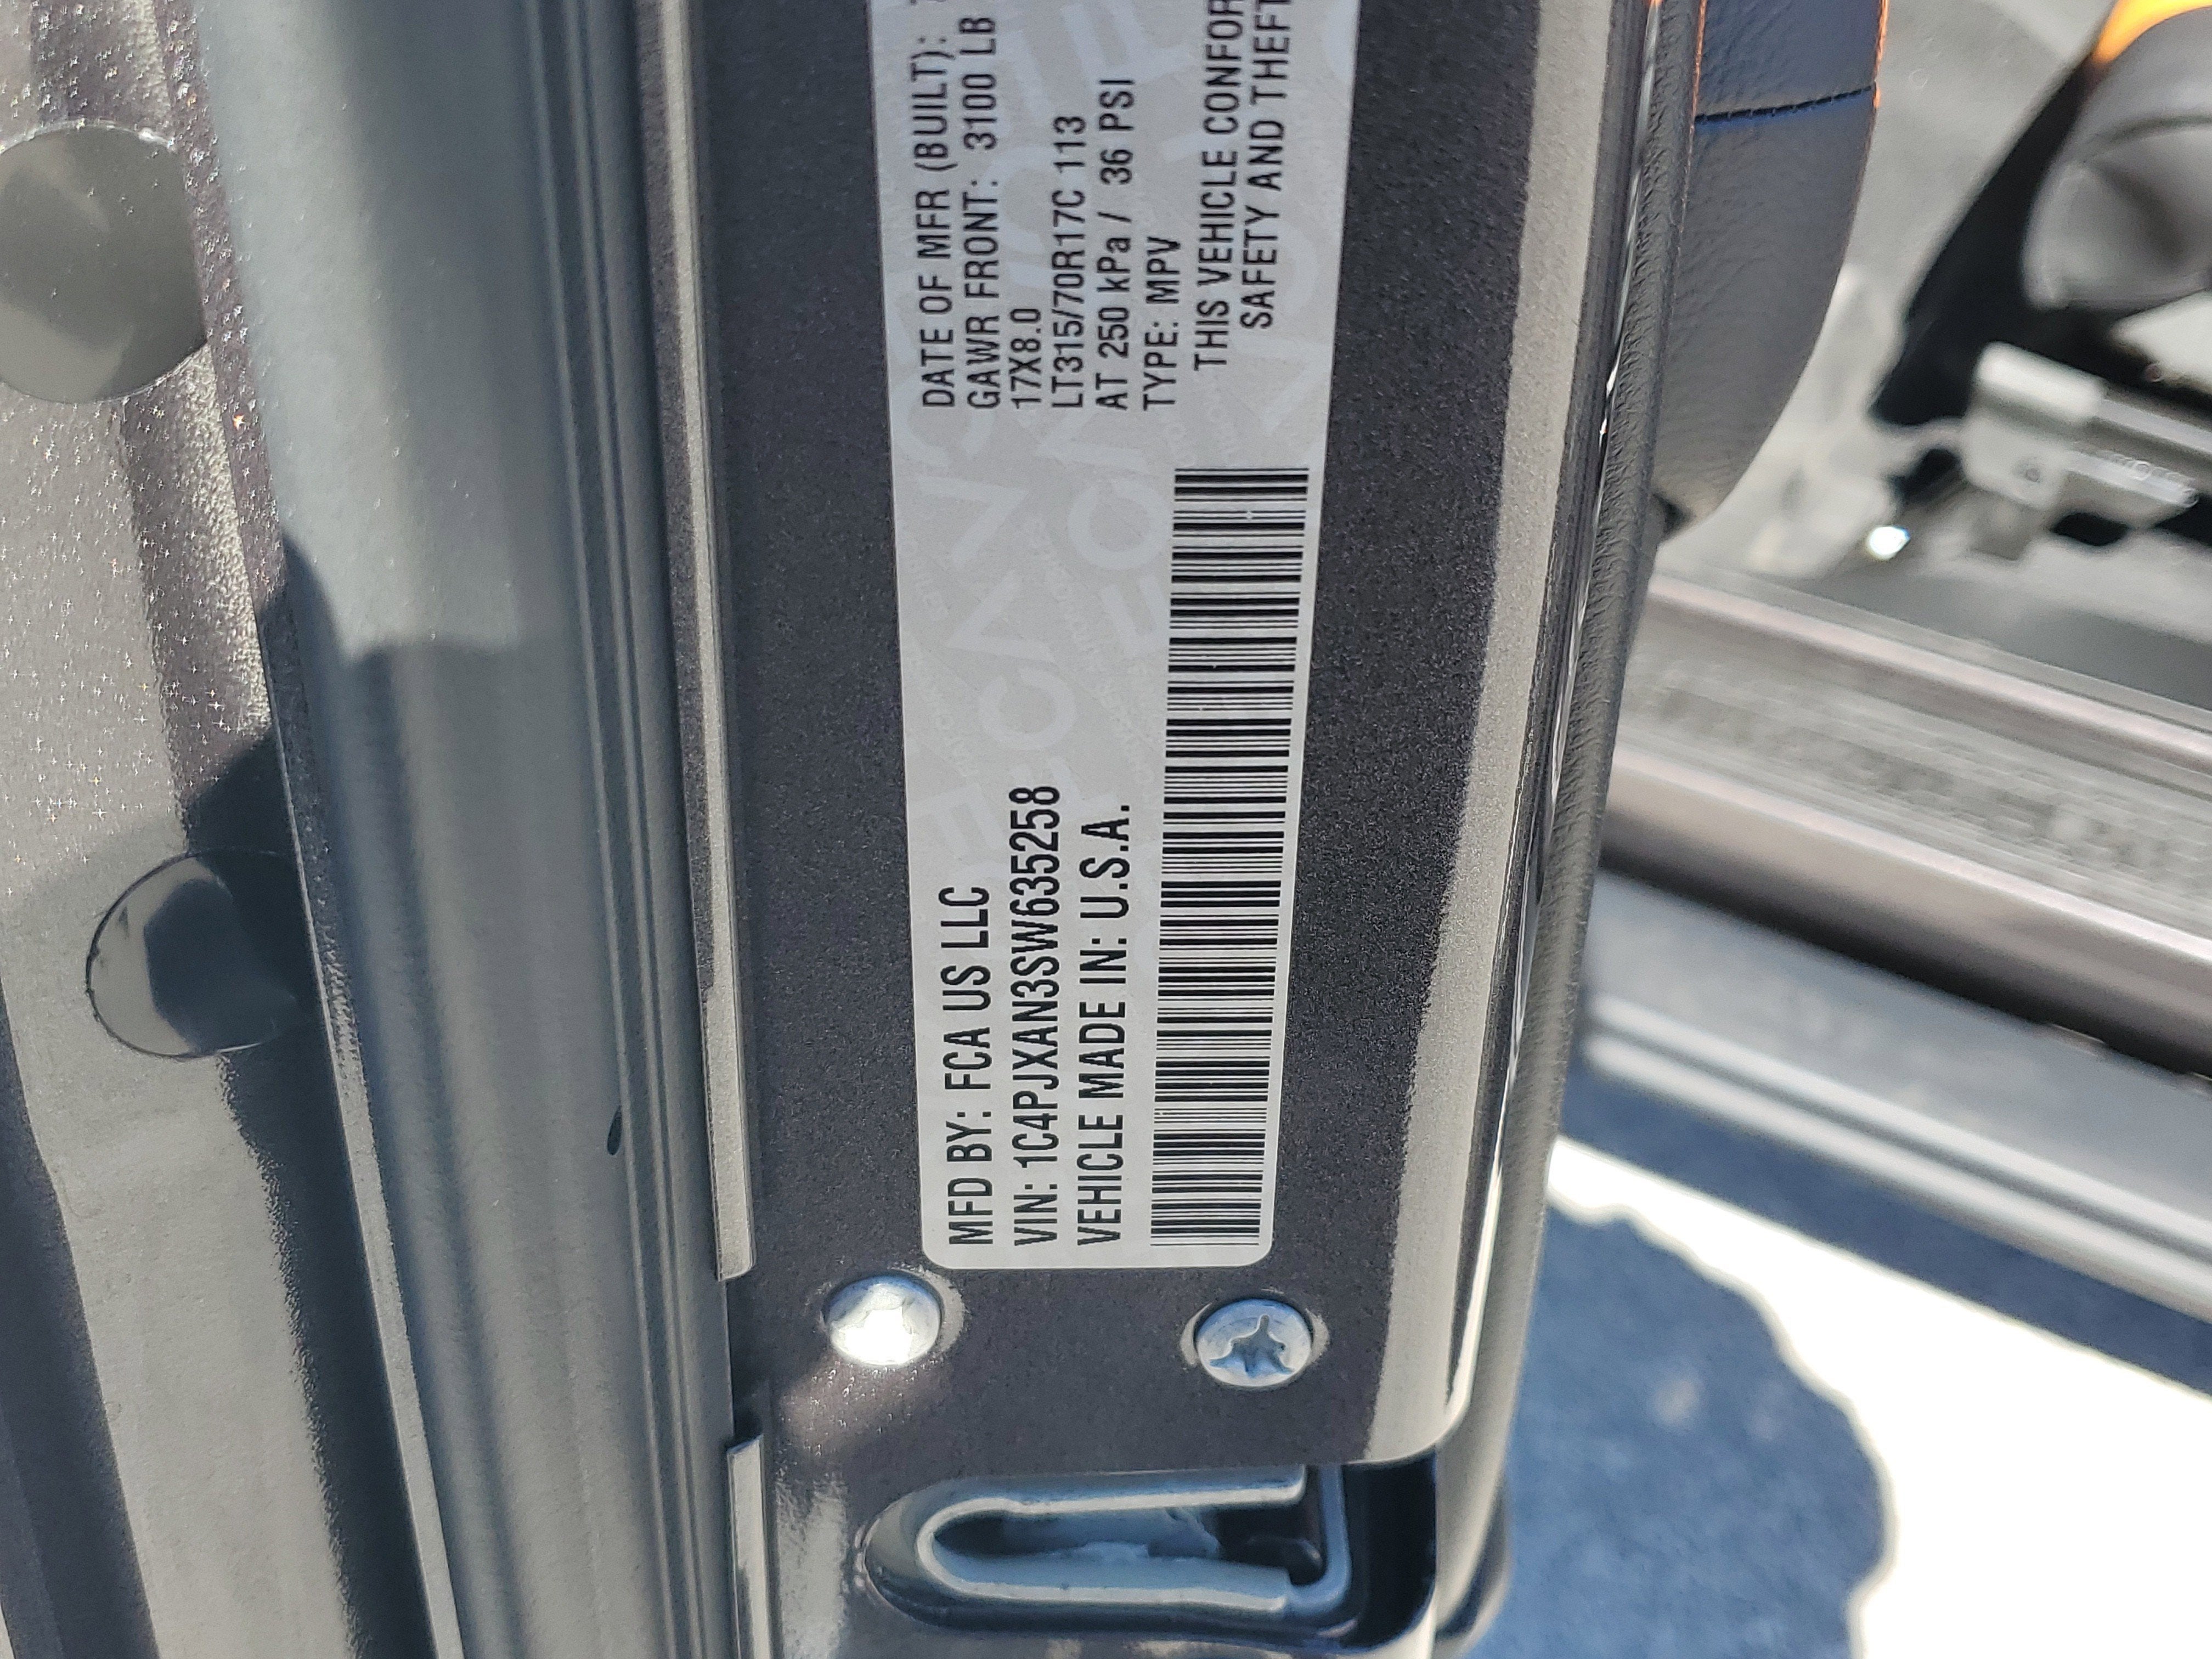 MFD BY: FCA US LLC
VIN: 1C4PJXAN3SW635258
VEHICLE MADE IN: U.S.A.
DATE OF MFR (BUILT):
GAWR FRONT: 3100 LB
17X8.0
LT315/70R17C 113
AT 250 kPa / 36 PSI
TYPE: MPV
THIS VEHICLE CONFOR
SAFETY AND THEFT